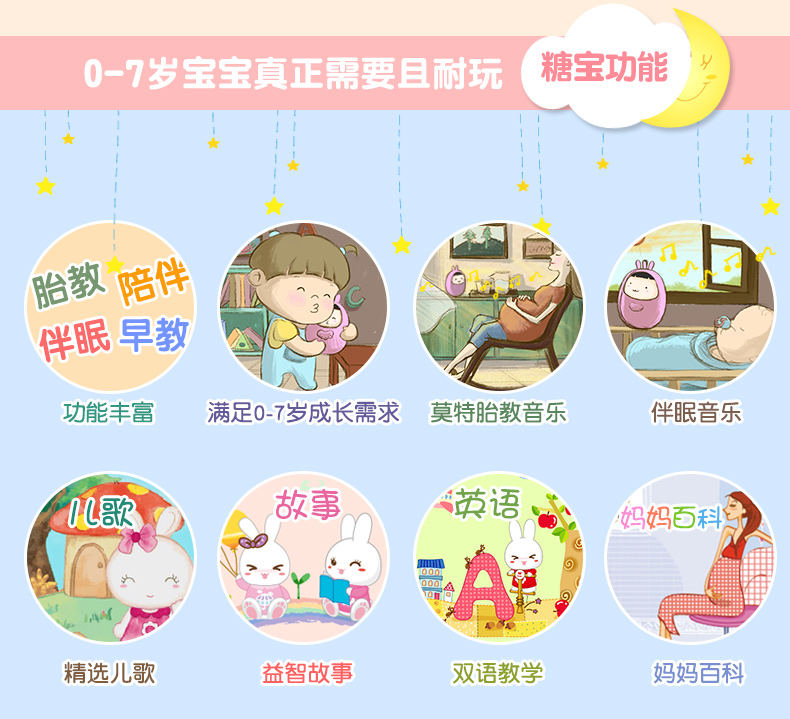 0-7岁宝宝真正需要且耐玩
糖宝功能
胎教 陪伴
伴眠 早教
功能丰富
满足0-7岁成长需求
莫特胎教音乐
伴眠音乐
儿歌
故事
英语
妈妈百科
A
精选儿歌
益智故事
双语教学
妈妈百科